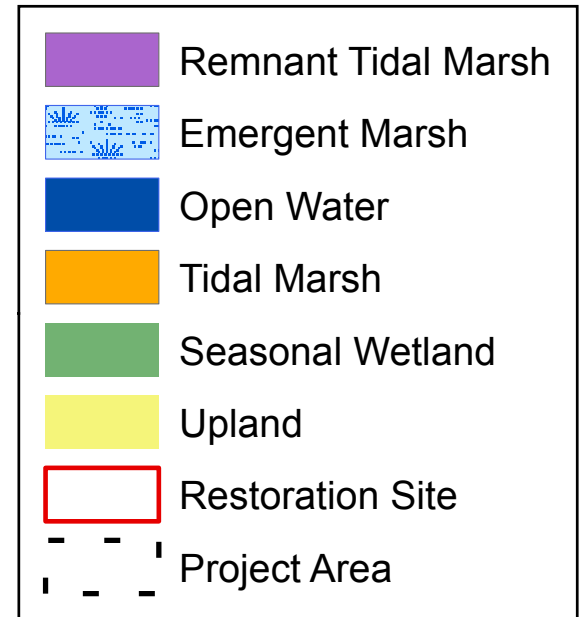 Remnant Tidal Marsh
Emergent Marsh
Open Water
Tidal Marsh
Seasonal Wetland
Upland
Restoration Site
Project Area